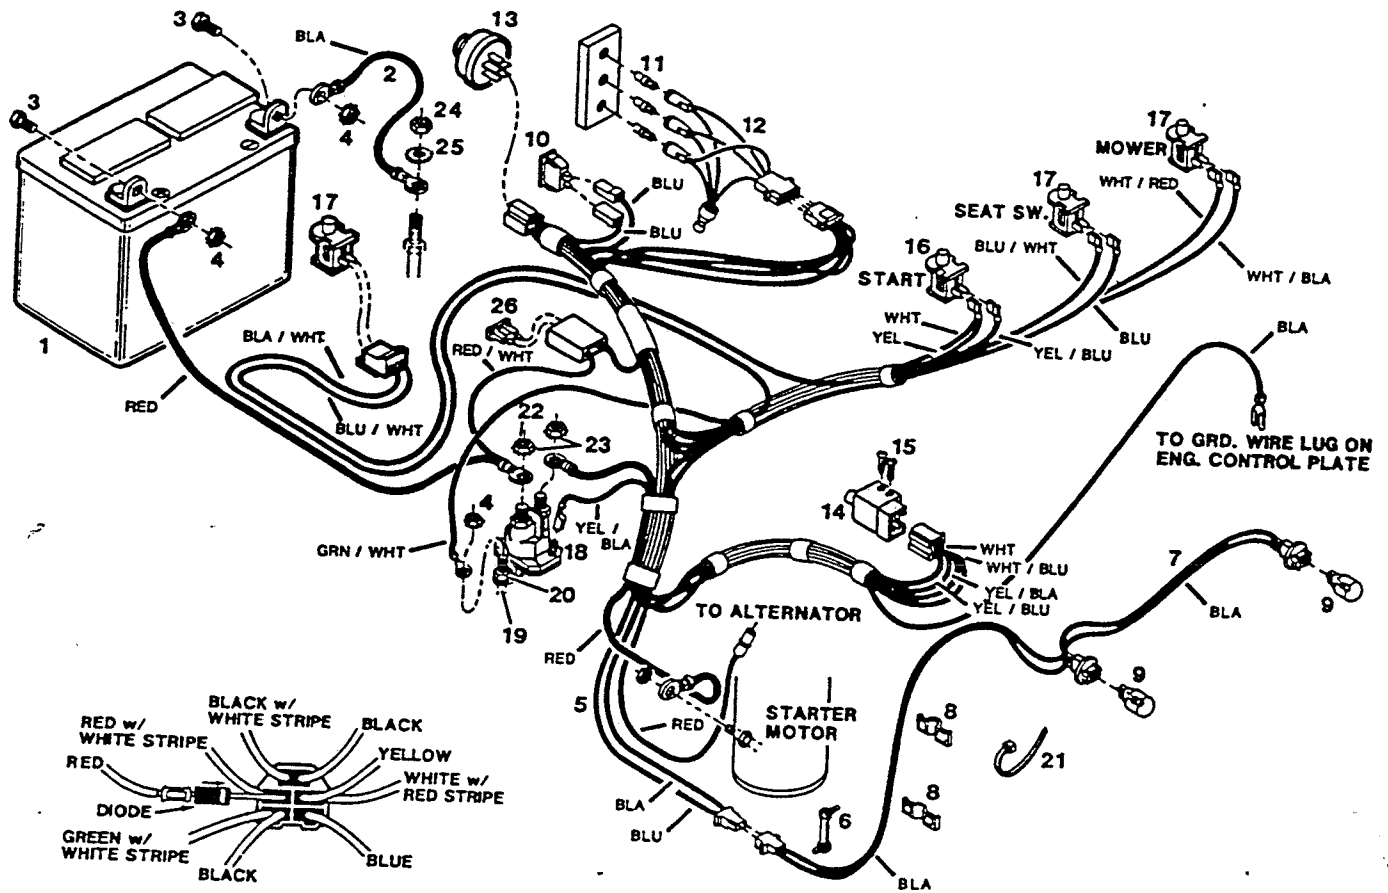 3
BLA
2
13
11
12
3
4
24
25
10
17
MOWER
17
WHT / RED
SEAT SW.
BLU
BLU
17
4
16
START
BLU / WHT
WHT / BLA
1
RED
BLA / WHT
BLU / WHT
26
RED / WHT
WHT
YEL
YEL / BLU
BLU
BLA
TO GRD. WIRE LUG ON
ENG. CONTROL PLATE
22
23
15
14
4
GRN / WHT
18
YEL /
BLA
20
19
WHT
WHT / BLU
YEL / BLA
YEL / BLU
7
BLA
9
TO ALTERNATOR
RED
5
RED
STARTER
MOTOR
9
8
21
8
6
BLA
BLU
BLA
BLACK w/
WHITE STRIPE
BLACK
RED w/
WHITE STRIPE
YELLOW
RED
WHITE w/
RED STRIPE
DIODE
GREEN w/
WHITE STRIPE
BLACK
BLUE